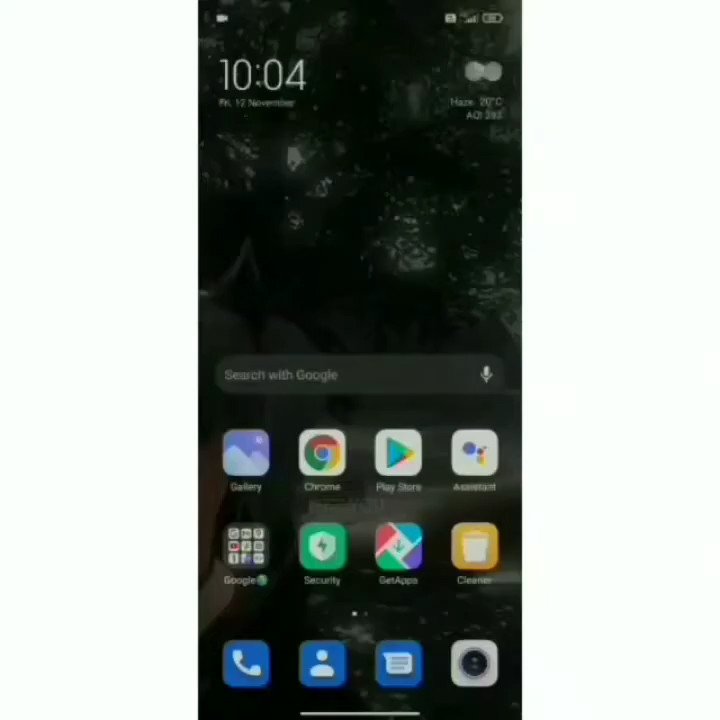 10:04
Fri, 12 November
Haze 20°C
AQI 293
Search with Google
Gallery
Chrome
Play Store
Assistant
Google
Security
GetApps
Cleaner